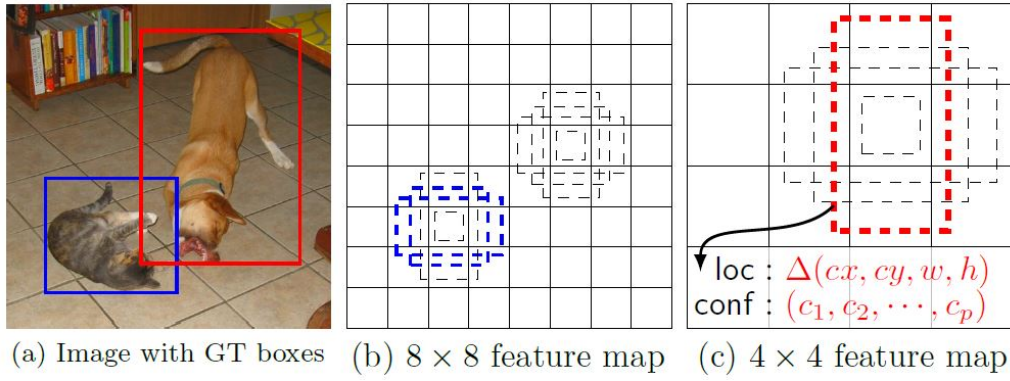 loc : Δ(cx, cy, w, h)
conf : (c₁, c₂, ⋯, cₚ)
(a) Image with GT boxes
(b) 8 × 8 feature map
(c) 4 × 4 feature map